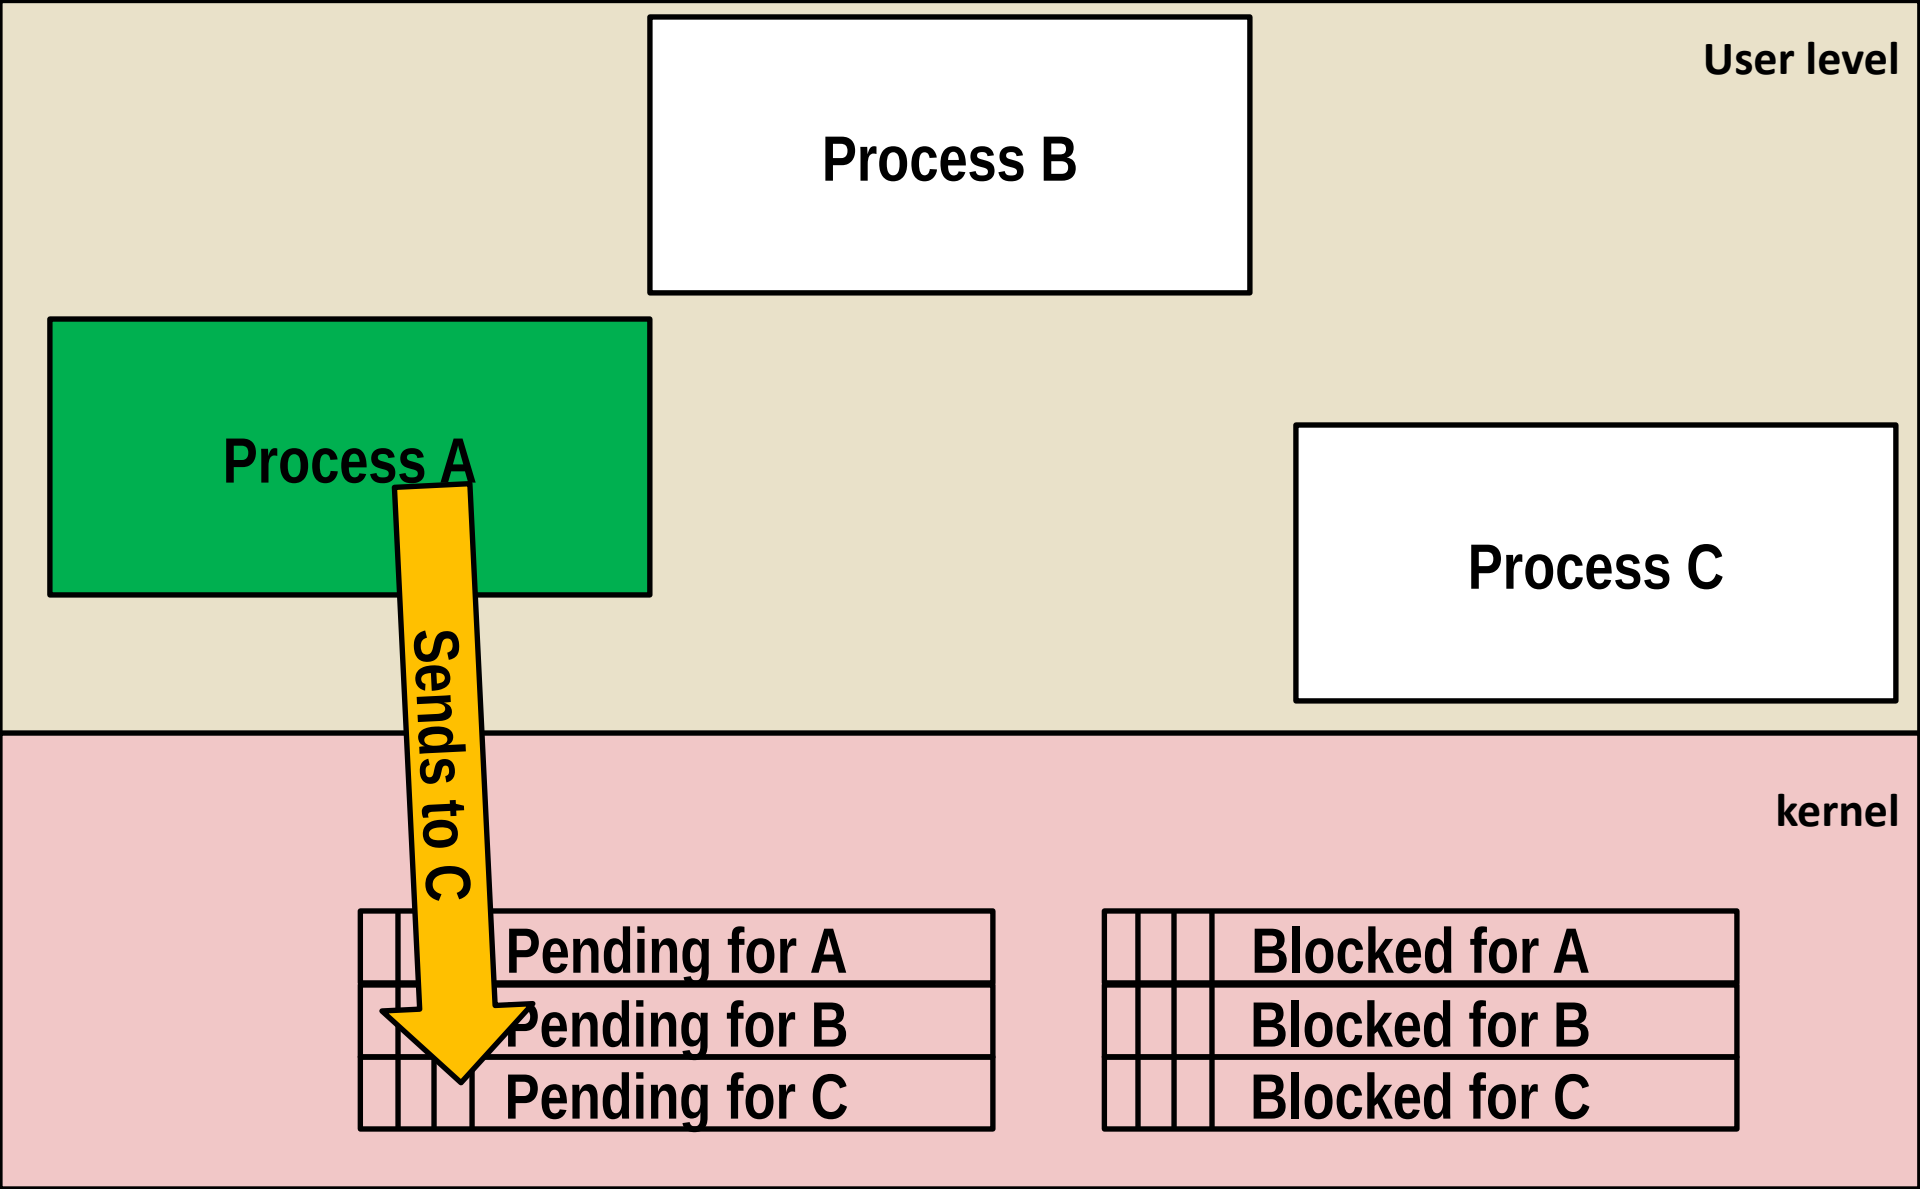 User level
Process B
Process A
Process C
Sends to C
kernel
Pending for A
Blocked for A
Pending for B
Blocked for B
Pending for C
Blocked for C